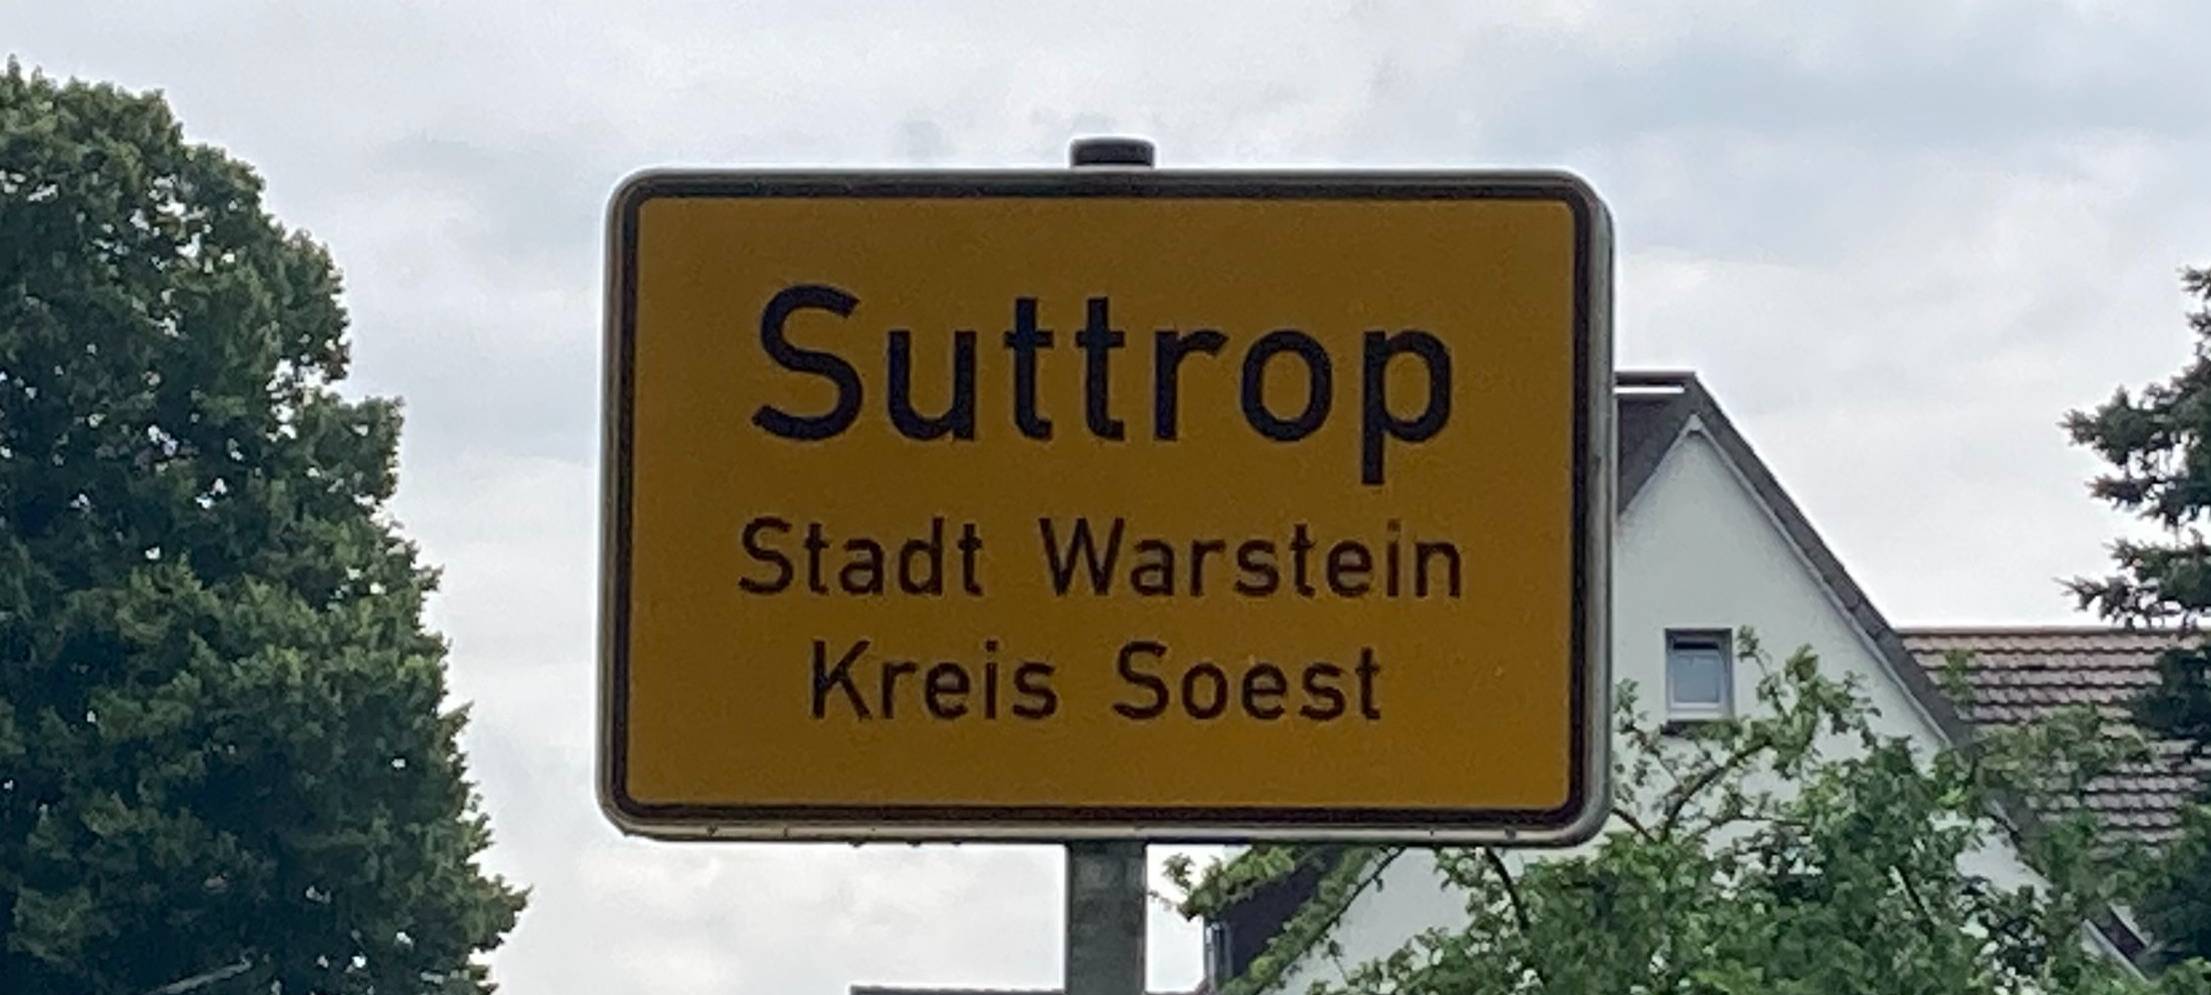 Suttrop
Stadt Warstein
Kreis Soest